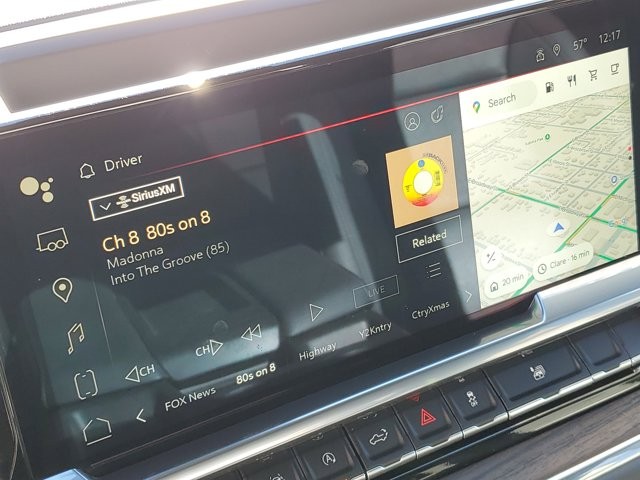 57° 12:17
Search
Driver
SiriusXM
Ch 8 80s on 8
Madonna
Into The Groove (85)
Related
LIVE
CH
CH
FOX News
80s on 8
Highway
Y2Kntry
CtryXmas
20 min
Clare · 16 min